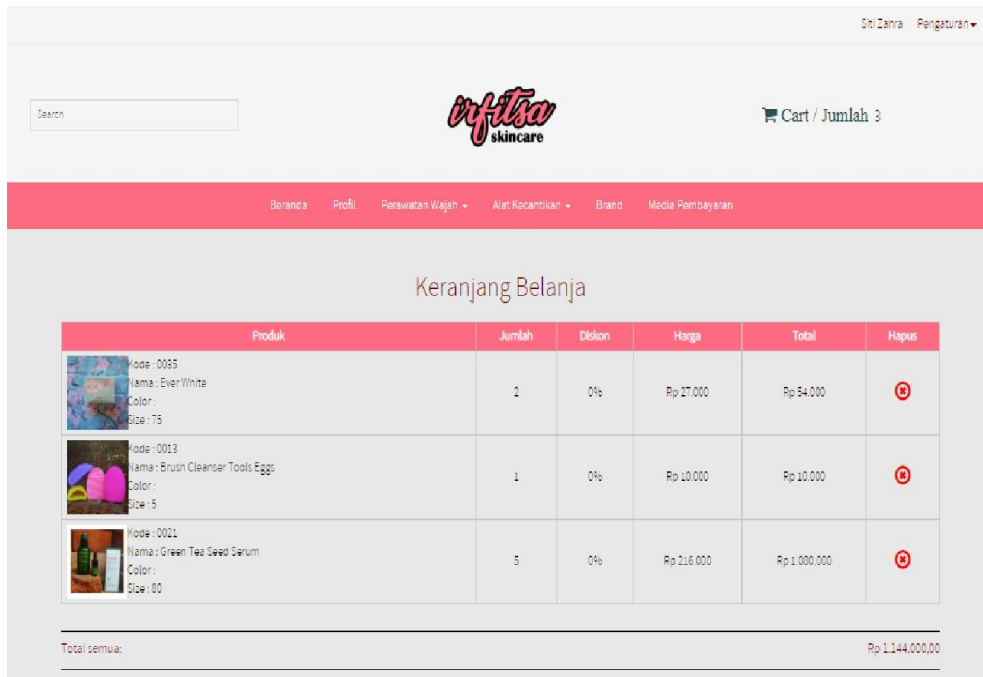 Siti Zahra Pengaturan
Search
irfitsa
skincare
Cart / Jumlah 3
Beranda Profil Perawatan Wajah Alat Kecantikan Brand Media Pembayaran
Keranjang Belanja
Produk Jumlah Diskon Harga Total Hapus
Kode : 0035
Nama : Ever White
Color :
Size : 75
2 0% Rp 27.000 Rp 54.000
Kode : 0013
Nama : Brush Cleanser Tools Eggs
Color :
Size : 5
1 0% Rp 10.000 Rp 10.000
Kode : 0021
Nama : Green Tea Seed Serum
Color :
Size : 80
5 0% Rp 216.000 Rp 1.080.000
Total semua: Rp 1.144.000,00